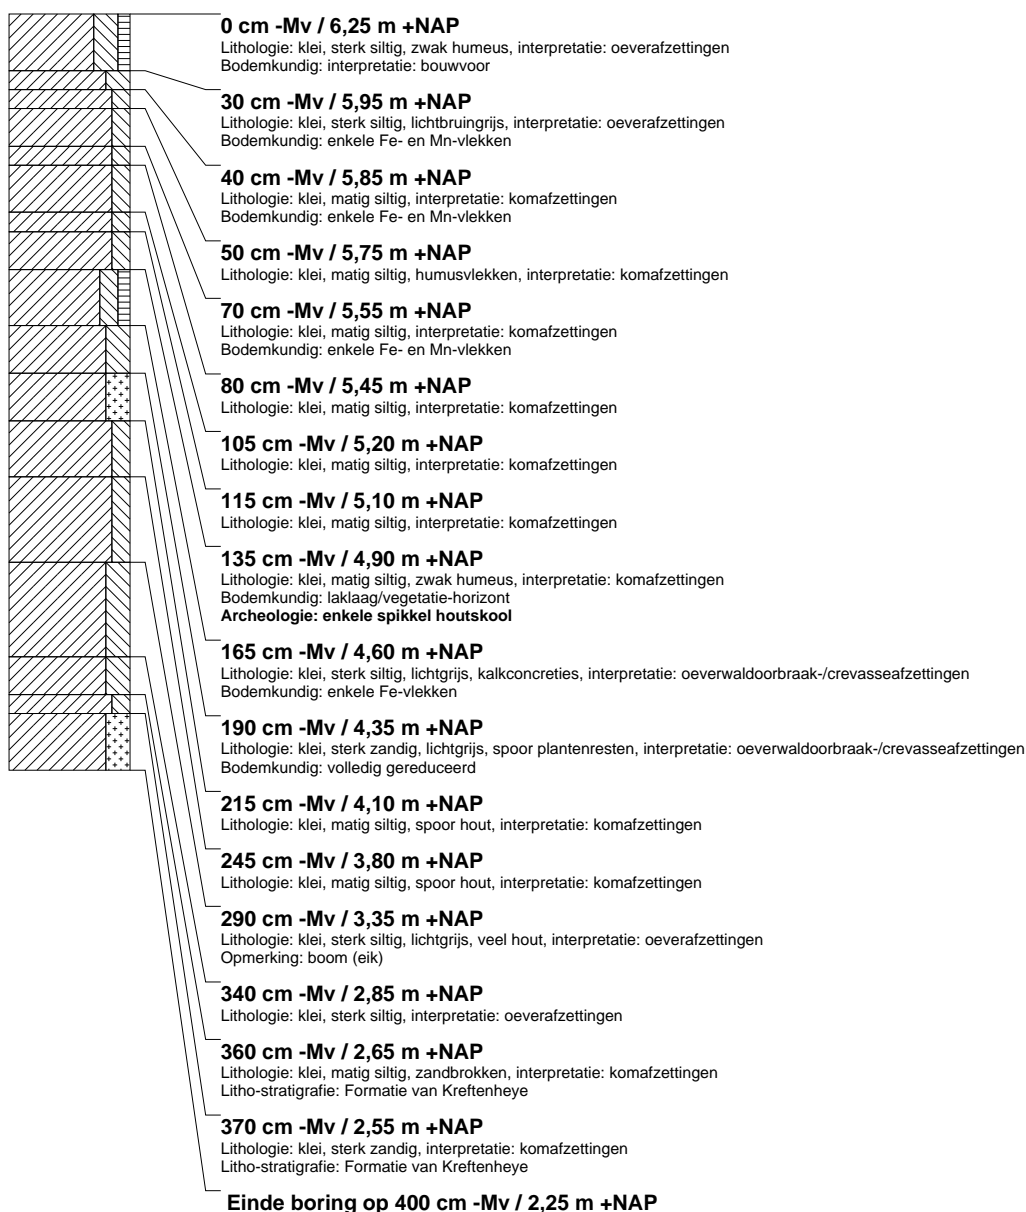 0 cm -Mv / 6,25 m +NAP
Lithologie: klei, sterk siltig, zwak humeus, interpretatie: oeverafzettingen
Bodemkundig: interpretatie: bouwvoor
30 cm -Mv / 5,95 m +NAP
Lithologie: klei, sterk siltig, lichtbruingrijs, interpretatie: oeverafzettingen
Bodemkundig: enkele Fe- en Mn-vlekken
40 cm -Mv / 5,85 m +NAP
Lithologie: klei, matig siltig, interpretatie: komafzettingen
Bodemkundig: enkele Fe- en Mn-vlekken
50 cm -Mv / 5,75 m +NAP
Lithologie: klei, matig siltig, humusvlekken, interpretatie: komafzettingen
70 cm -Mv / 5,55 m +NAP
Lithologie: klei, matig siltig, interpretatie: komafzettingen
Bodemkundig: enkele Fe- en Mn-vlekken
80 cm -Mv / 5,45 m +NAP
Lithologie: klei, matig siltig, interpretatie: komafzettingen
105 cm -Mv / 5,20 m +NAP
Lithologie: klei, matig siltig, interpretatie: komafzettingen
115 cm -Mv / 5,10 m +NAP
Lithologie: klei, matig siltig, interpretatie: komafzettingen
135 cm -Mv / 4,90 m +NAP
Lithologie: klei, matig siltig, zwak humeus, interpretatie: komafzettingen
Bodemkundig: laklaag/vegetatie-horizont
Archeologie: enkele spikkel houtskool
165 cm -Mv / 4,60 m +NAP
Lithologie: klei, sterk siltig, lichtgrijs, kalkconcreties, interpretatie: oeverwaldoorbraak-/crevasseafzettingen
Bodemkundig: enkele Fe-vlekken
190 cm -Mv / 4,35 m +NAP
Lithologie: klei, sterk zandig, lichtgrijs, spoor plantenresten, interpretatie: oeverwaldoorbraak-/crevasseafzettingen
Bodemkundig: volledig gereduceerd
215 cm -Mv / 4,10 m +NAP
Lithologie: klei, matig siltig, spoor hout, interpretatie: komafzettingen
245 cm -Mv / 3,80 m +NAP
Lithologie: klei, matig siltig, spoor hout, interpretatie: komafzettingen
290 cm -Mv / 3,35 m +NAP
Lithologie: klei, sterk siltig, lichtgrijs, veel hout, interpretatie: oeverafzettingen
Opmerking: boom (eik)
340 cm -Mv / 2,85 m +NAP
Lithologie: klei, sterk siltig, interpretatie: oeverafzettingen
360 cm -Mv / 2,65 m +NAP
Lithologie: klei, matig siltig, zandbrokken, interpretatie: komafzettingen
Litho-stratigrafie: Formatie van Kreftenheye
370 cm -Mv / 2,55 m +NAP
Lithologie: klei, sterk zandig, interpretatie: komafzettingen
Litho-stratigrafie: Formatie van Kreftenheye
Einde boring op 400 cm -Mv / 2,25 m +NAP